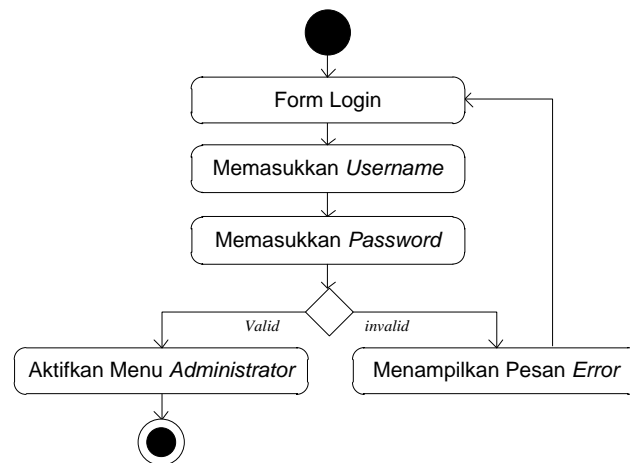 Form Login
Memasukkan Username
Memasukkan Password
Valid
invalid
Aktifkan Menu Administrator
Menampilkan Pesan Error